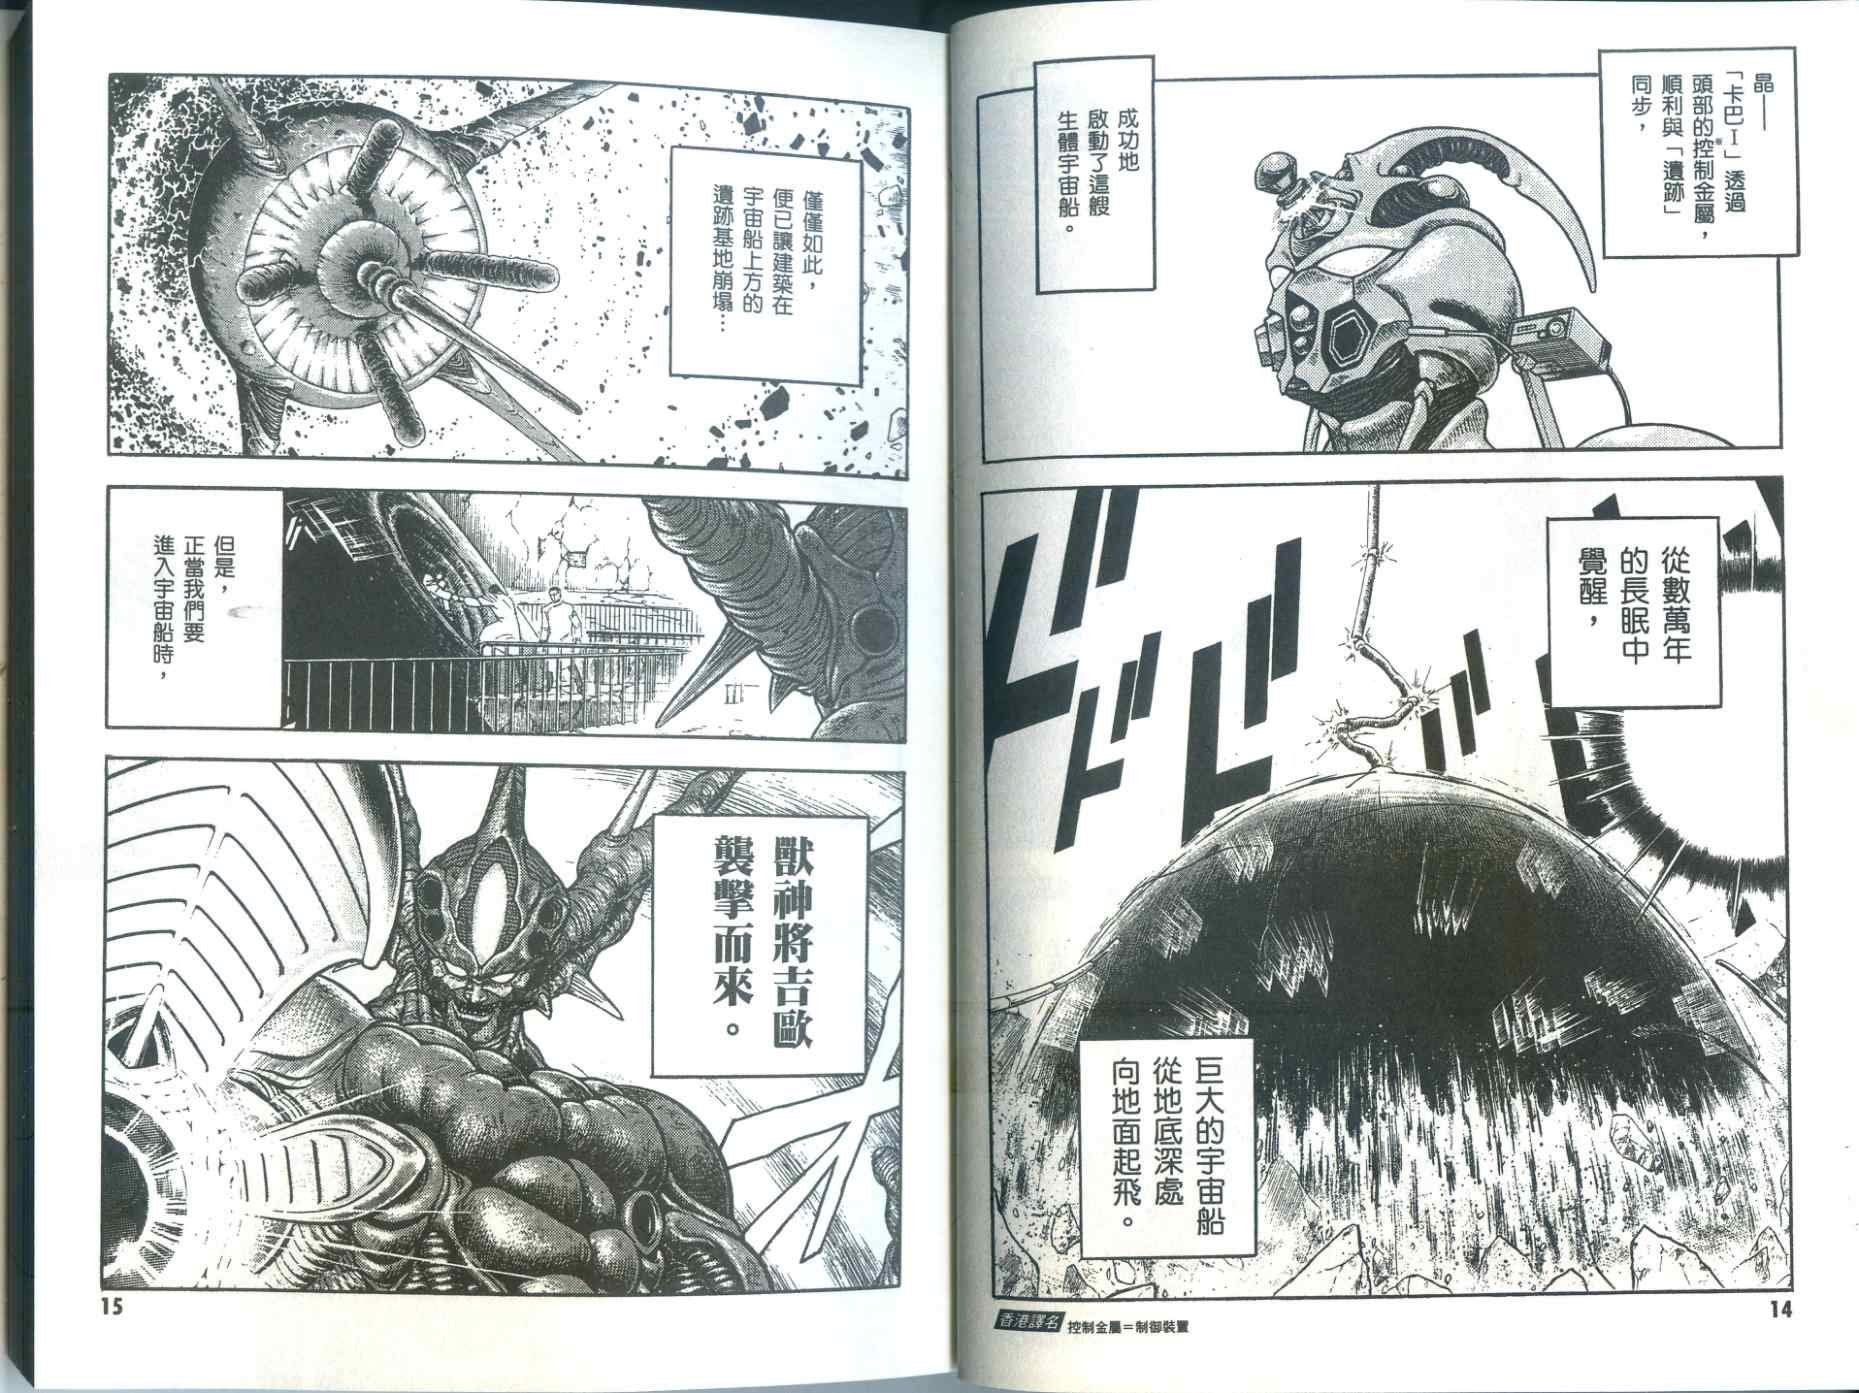 晶──
「卡巴Ⅰ」透過
頭部的控制金屬※，
順利與「遺跡」
同步，
成功地
啟動了這艘
生體宇宙船。
從數萬年
的長眠中
覺醒，
ドドドド
巨大的宇宙船
從地底深處
向地面起飛。
香港譯名 控制金屬＝制御裝置
14
僅僅如此，
便已讓建築在
宇宙船上方的
遺跡基地崩塌…
但是，
正當我們要
進入宇宙船時，
獸神將吉歐
襲擊而來。
15